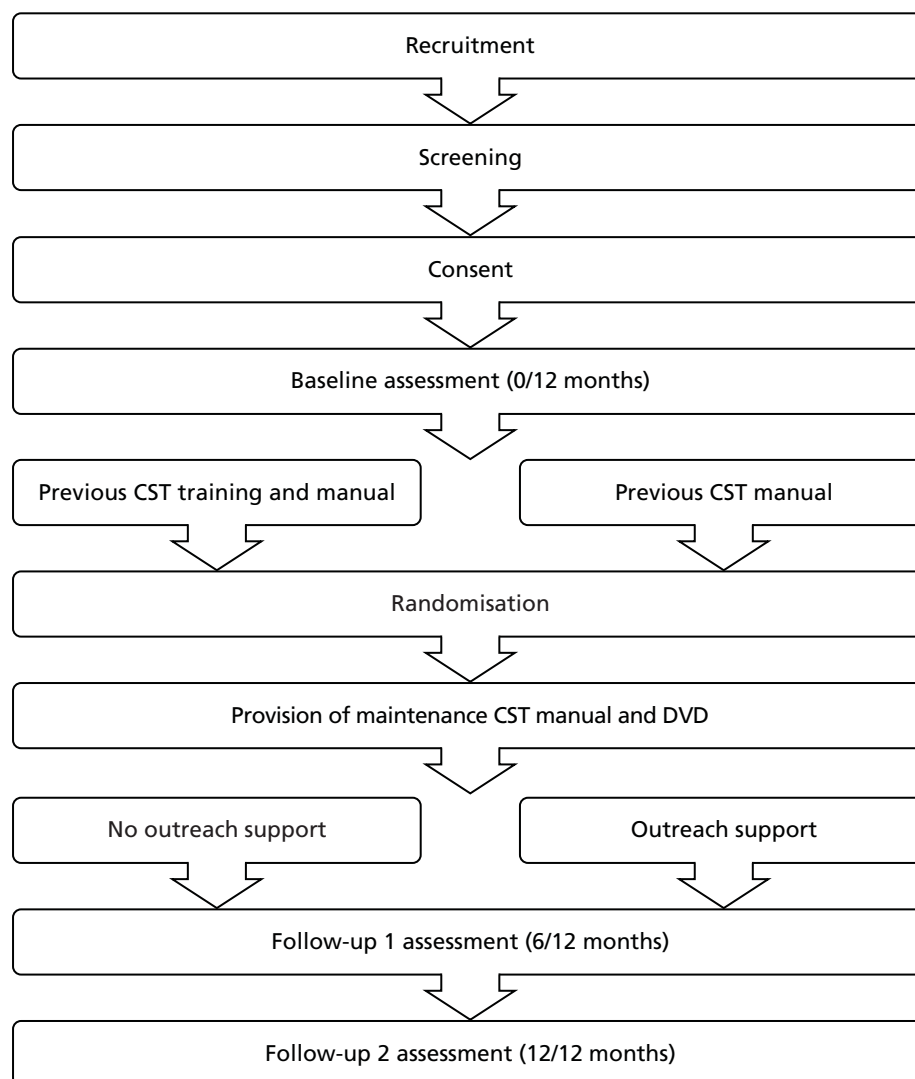 Recruitment
Screening
Consent
Baseline assessment (0/12 months)
Previous CST training and manual
Previous CST manual
Randomisation
Provision of maintenance CST manual and DVD
No outreach support
Outreach support
Follow-up 1 assessment (6/12 months)
Follow-up 2 assessment (12/12 months)